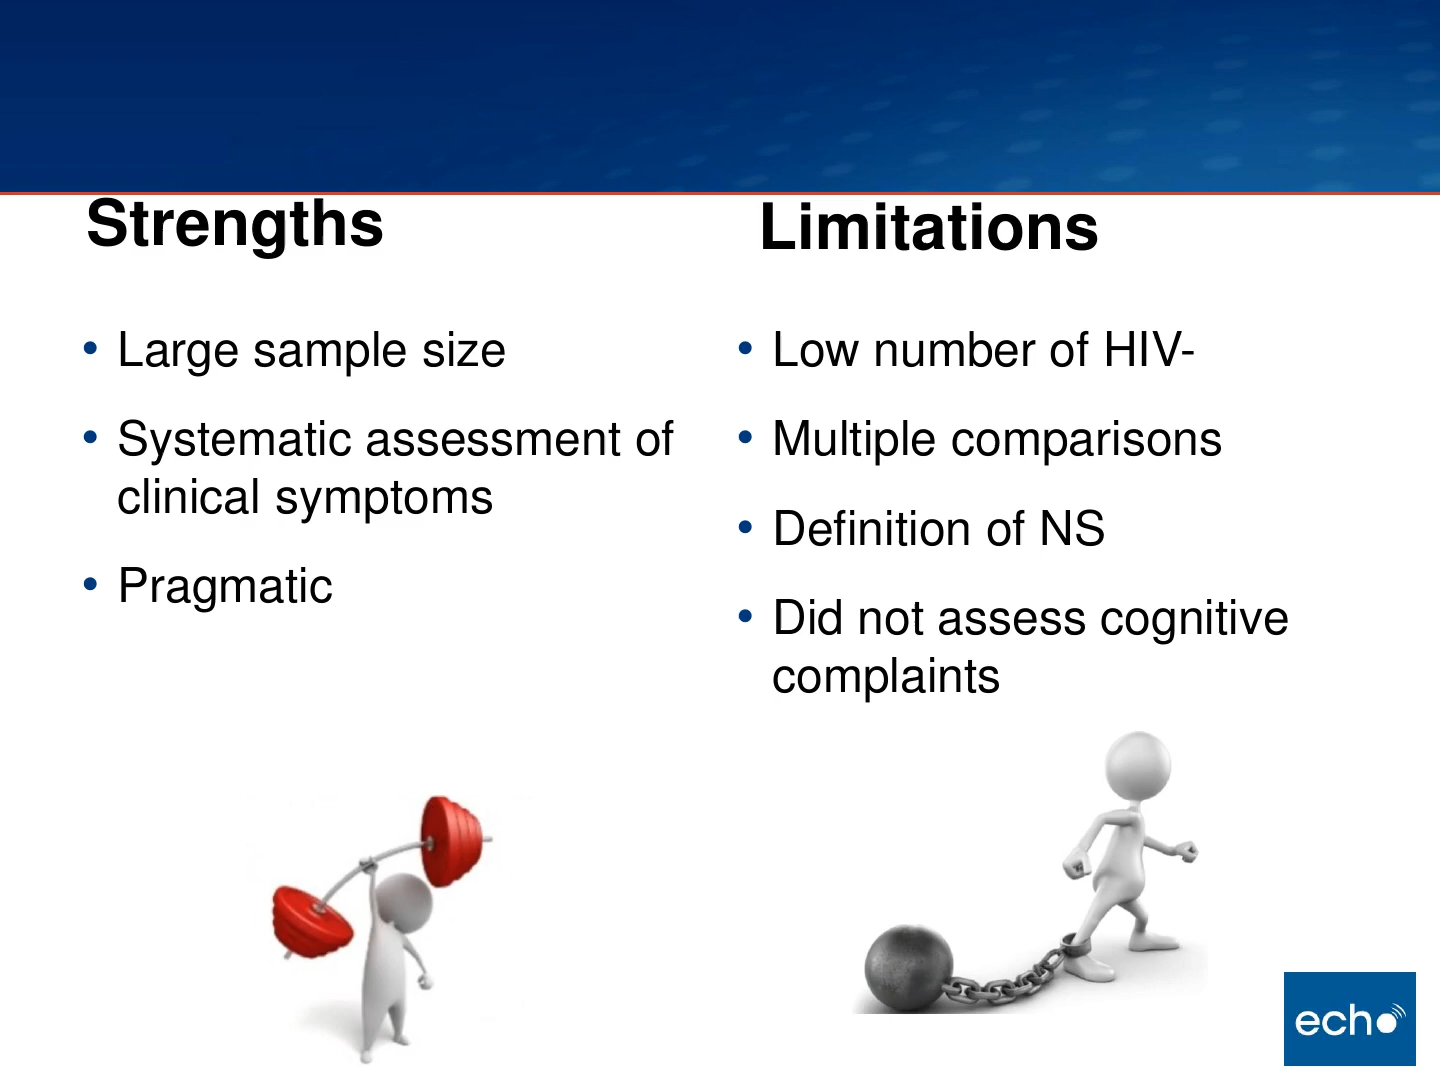 Strengths
Large sample size
Systematic assessment of
clinical symptoms
Pragmatic
Limitations
Low number of HIV-
Multiple comparisons
Definition of NS
Did not assess cognitive
complaints
echo